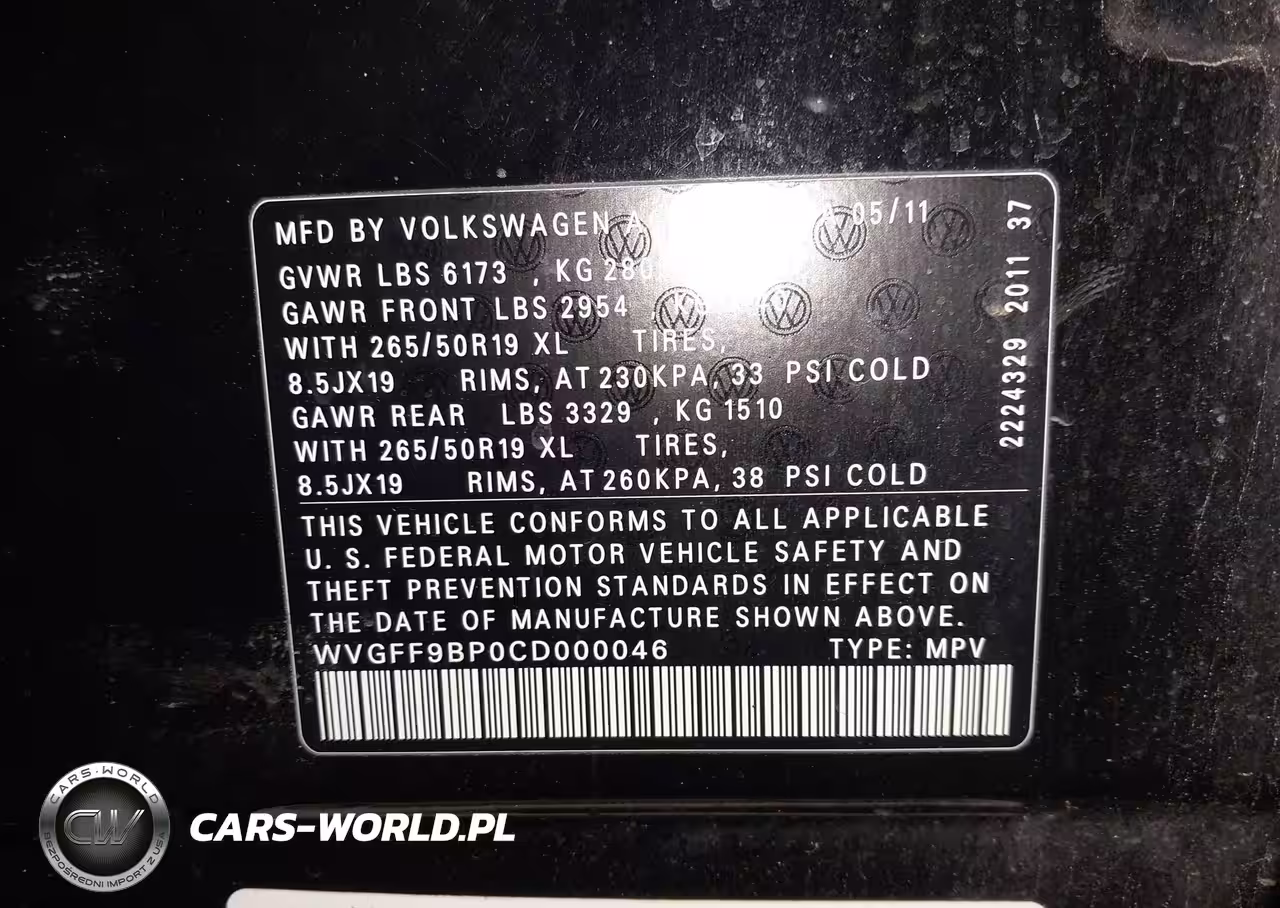 MFD BY VOLKSWAGEN 05/11
GVWR LBS 6173 , KG
GAWR FRONT LBS 2954 ,
WITH 265/50R19 XL TIRES,
8.5JX19 RIMS, AT 230KPA, 33 PSI COLD
GAWR REAR LBS 3329 , KG 1510
WITH 265/50R19 XL TIRES,
8.5JX19 RIMS, AT 260KPA, 38 PSI COLD
2224329 2011 37
THIS VEHICLE CONFORMS TO ALL APPLICABLE
U. S. FEDERAL MOTOR VEHICLE SAFETY AND
THEFT PREVENTION STANDARDS IN EFFECT ON
THE DATE OF MANUFACTURE SHOWN ABOVE.
WVGFF9BP0CD000046 TYPE: MPV
CARS-WORLD
CW
BEZPOŚREDNI IMPORT Z USA
CARS-WORLD.PL